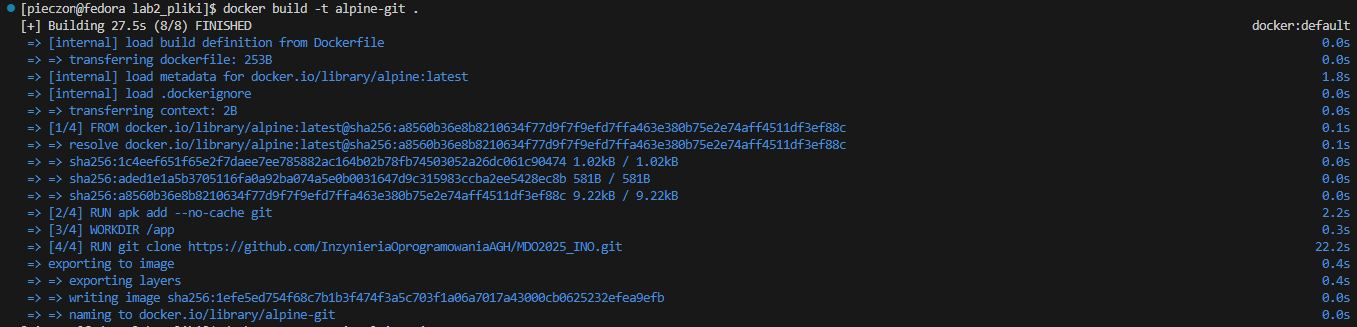 [pieczon@fedora lab2_pliki]$ docker build -t alpine-git .
[+] Building 27.5s (8/8) FINISHED docker:default
=> [internal] load build definition from Dockerfile 0.0s
=> => transferring dockerfile: 253B 0.0s
=> [internal] load metadata for docker.io/library/alpine:latest 1.8s
=> [internal] load .dockerignore 0.0s
=> => transferring context: 2B 0.0s
=> [1/4] FROM docker.io/library/alpine:latest@sha256:a8560b36e8b8210634f77d9f7f9efd7ffa463e380b75e2e74aff4511df3ef88c 0.1s
=> => resolve docker.io/library/alpine:latest@sha256:a8560b36e8b8210634f77d9f7f9efd7ffa463e380b75e2e74aff4511df3ef88c 0.1s
=> => sha256:1c4eef651f65e2f7daee7ee785882ac164b02b78fb74503052a26dc061c90474 1.02kB / 1.02kB 0.0s
=> => sha256:aded1e1a5b3705116fa0a92ba074a5e0b0031647d9c315983ccba2ee5428ec8b 581B / 581B 0.0s
=> => sha256:a8560b36e8b8210634f77d9f7f9efd7ffa463e380b75e2e74aff4511df3ef88c 9.22kB / 9.22kB 0.0s
=> [2/4] RUN apk add --no-cache git 2.2s
=> [3/4] WORKDIR /app 0.3s
=> [4/4] RUN git clone https://github.com/InzynieriaOprogramowaniaAGH/MDO2025_INO.git 22.2s
=> exporting to image 0.4s
=> => exporting layers 0.4s
=> => writing image sha256:1efe5ed754f68c7b1b3f474f3a5c703f1a06a7017a43000cb0625232efea9efb 0.0s
=> => naming to docker.io/library/alpine-git 0.0s